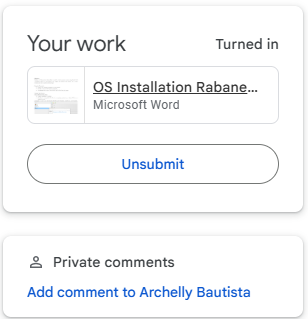 Your work
Turned in
OS Installation Rabane...
Microsoft Word
Unsubmit
Private comments
Add comment to Archelly Bautista